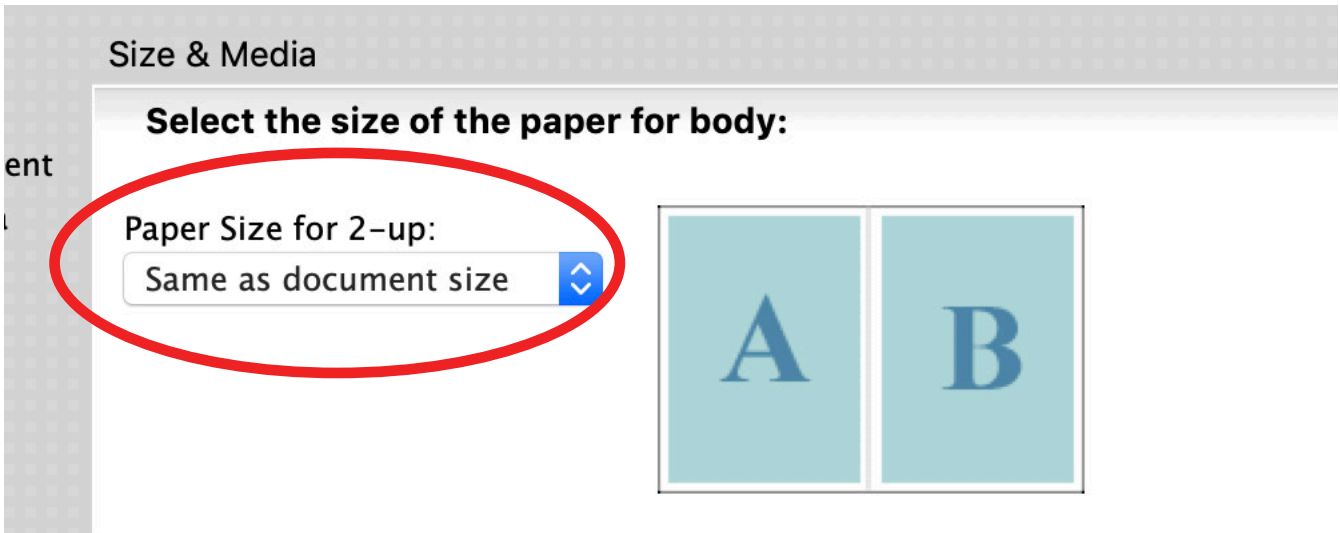 Size & Media
Select the size of the paper for body:
ent
Paper Size for 2-up:
Same as document size
A B